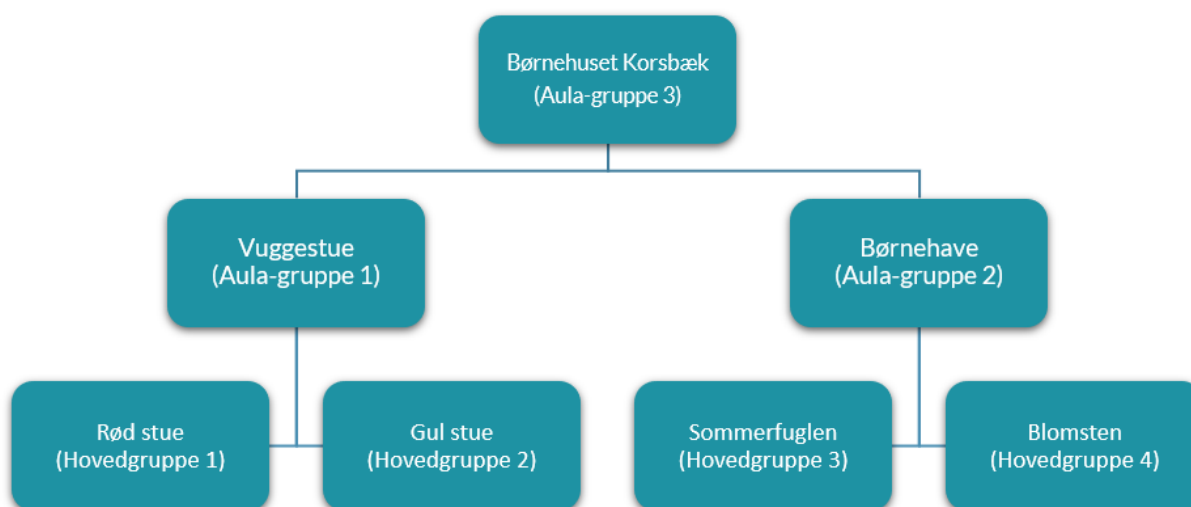 Børnehuset Korsbæk
(Aula-gruppe 3)
Vuggestue
(Aula-gruppe 1)
Børnehave
(Aula-gruppe 2)
Rød stue
(Hovedgruppe 1)
Gul stue
(Hovedgruppe 2)
Sommerfuglen
(Hovedgruppe 3)
Blomsten
(Hovedgruppe 4)